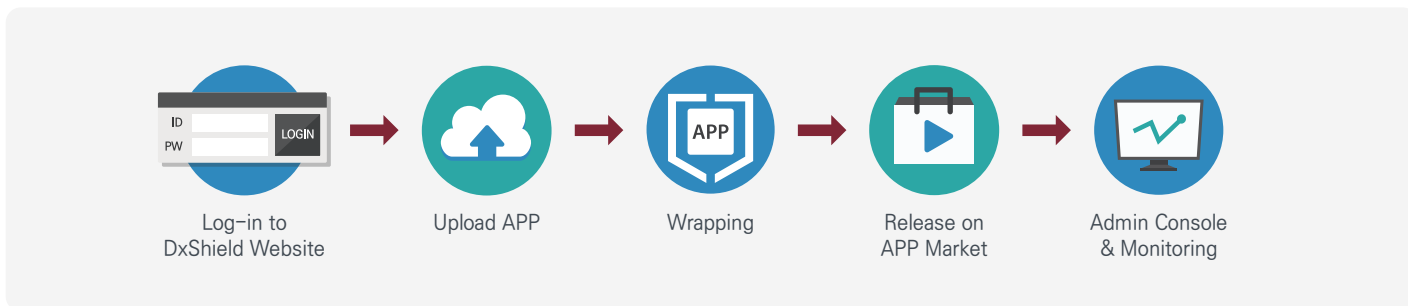 ID
PW
LOGIN
APP
Log-in to
DxShield Website
Upload APP
Wrapping
Release on
APP Market
Admin Console
& Monitoring